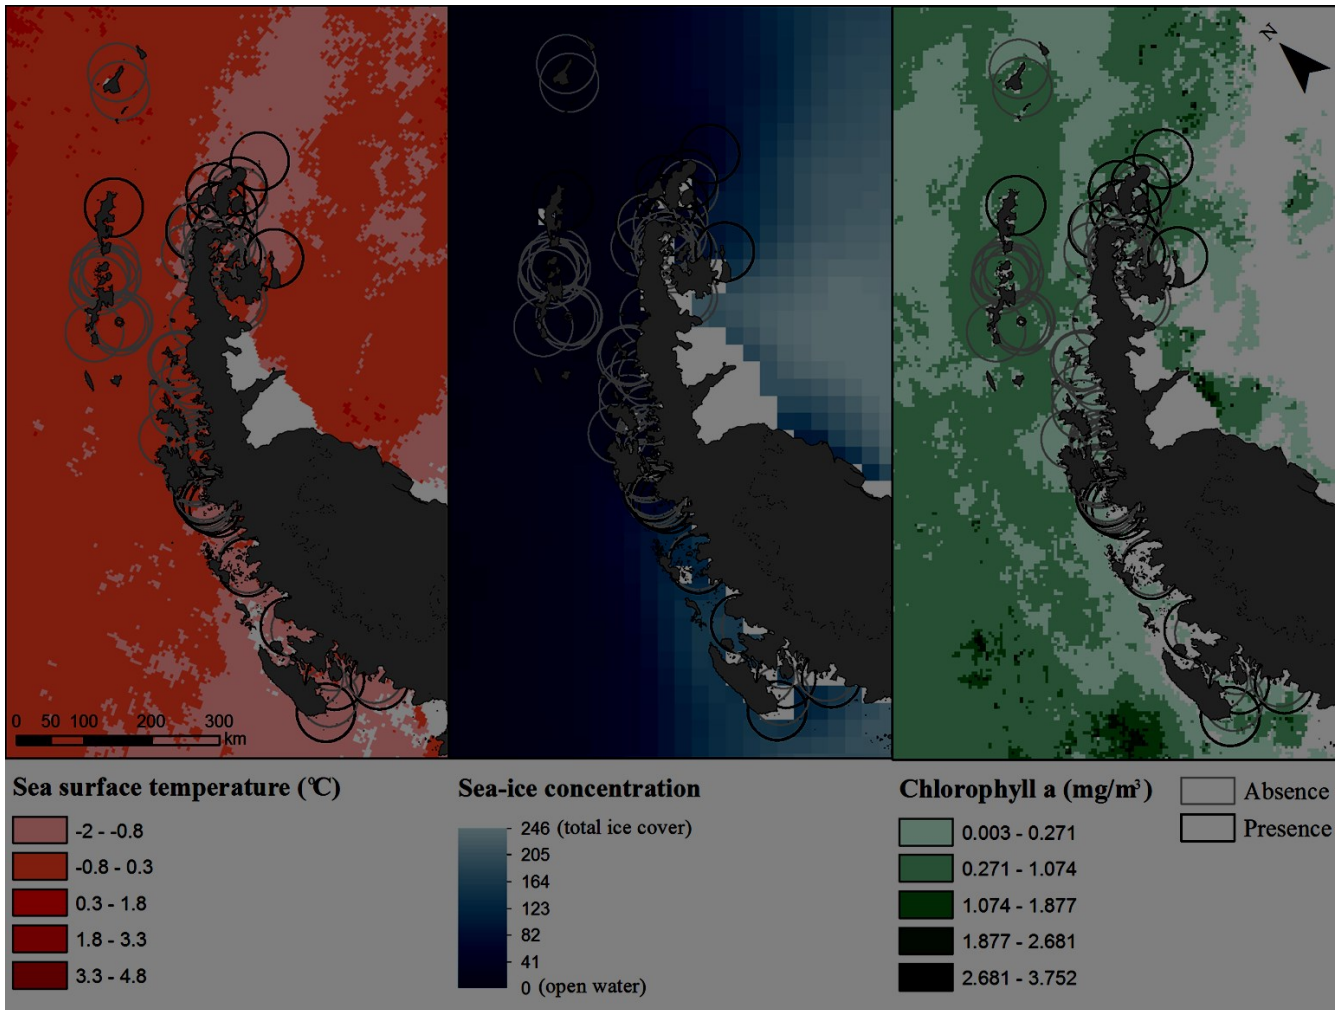 N
0 50 100 200 300
km
Sea surface temperature (°C)
-2 - -0.8
-0.8 - 0.3
0.3 - 1.8
1.8 - 3.3
3.3 - 4.8
Sea-ice concentration
246 (total ice cover)
205
164
123
82
41
0 (open water)
Chlorophyll a (mg/m³)
0.003 - 0.271
0.271 - 1.074
1.074 - 1.877
1.877 - 2.681
2.681 - 3.752
Absence
Presence